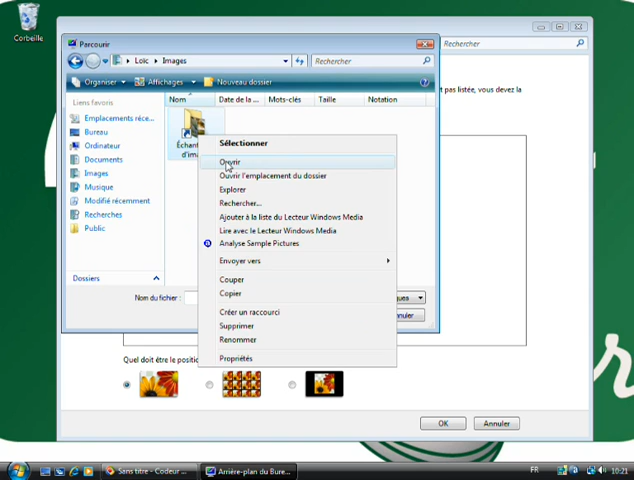 Corbeille
Rechercher
Parcourir
Loïc
Images
Rechercher
Organiser
Affichages
Nouveau dossier
Liens favoris
Nom
Date de la ...
Mots-clés
Taille
Notation
Emplacements réce...
Bureau
Ordinateur
Documents
Images
Musique
Modifié récemment
Recherches
Public
Dossiers
Nom du fichier :
t pas listée, vous devez la
Sélectionner
Ouvrir
Ouvrir l'emplacement du dossier
Explorer
Rechercher...
Ajouter à la liste du Lecteur Windows Media
Lire avec le Lecteur Windows Media
Analyse Sample Pictures
Envoyer vers
Couper
Copier
Créer un raccourci
Supprimer
Renommer
Propriétés
Échant
d'ima
ques
nuler
Quel doit être le positio
OK
Annuler
Sans titre - Codeur ...
Arrière-plan du Bure...
FR
10:21